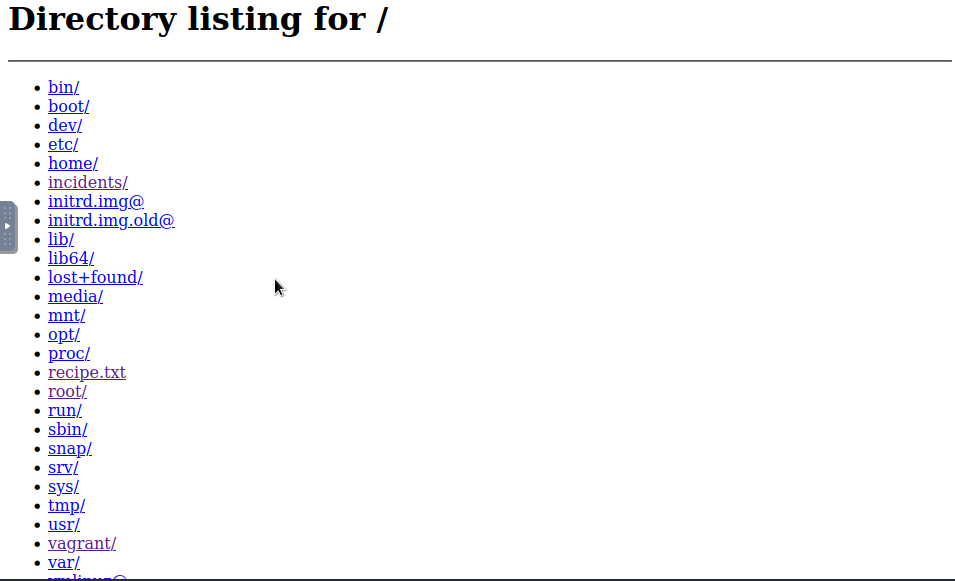 Directory listing for /
bin/
boot/
dev/
etc/
home/
incidents/
initrd.img@
initrd.img.old@
lib/
lib64/
lost+found/
media/
mnt/
opt/
proc/
recipe.txt
root/
run/
sbin/
snap/
srv/
sys/
tmp/
usr/
vagrant/
var/